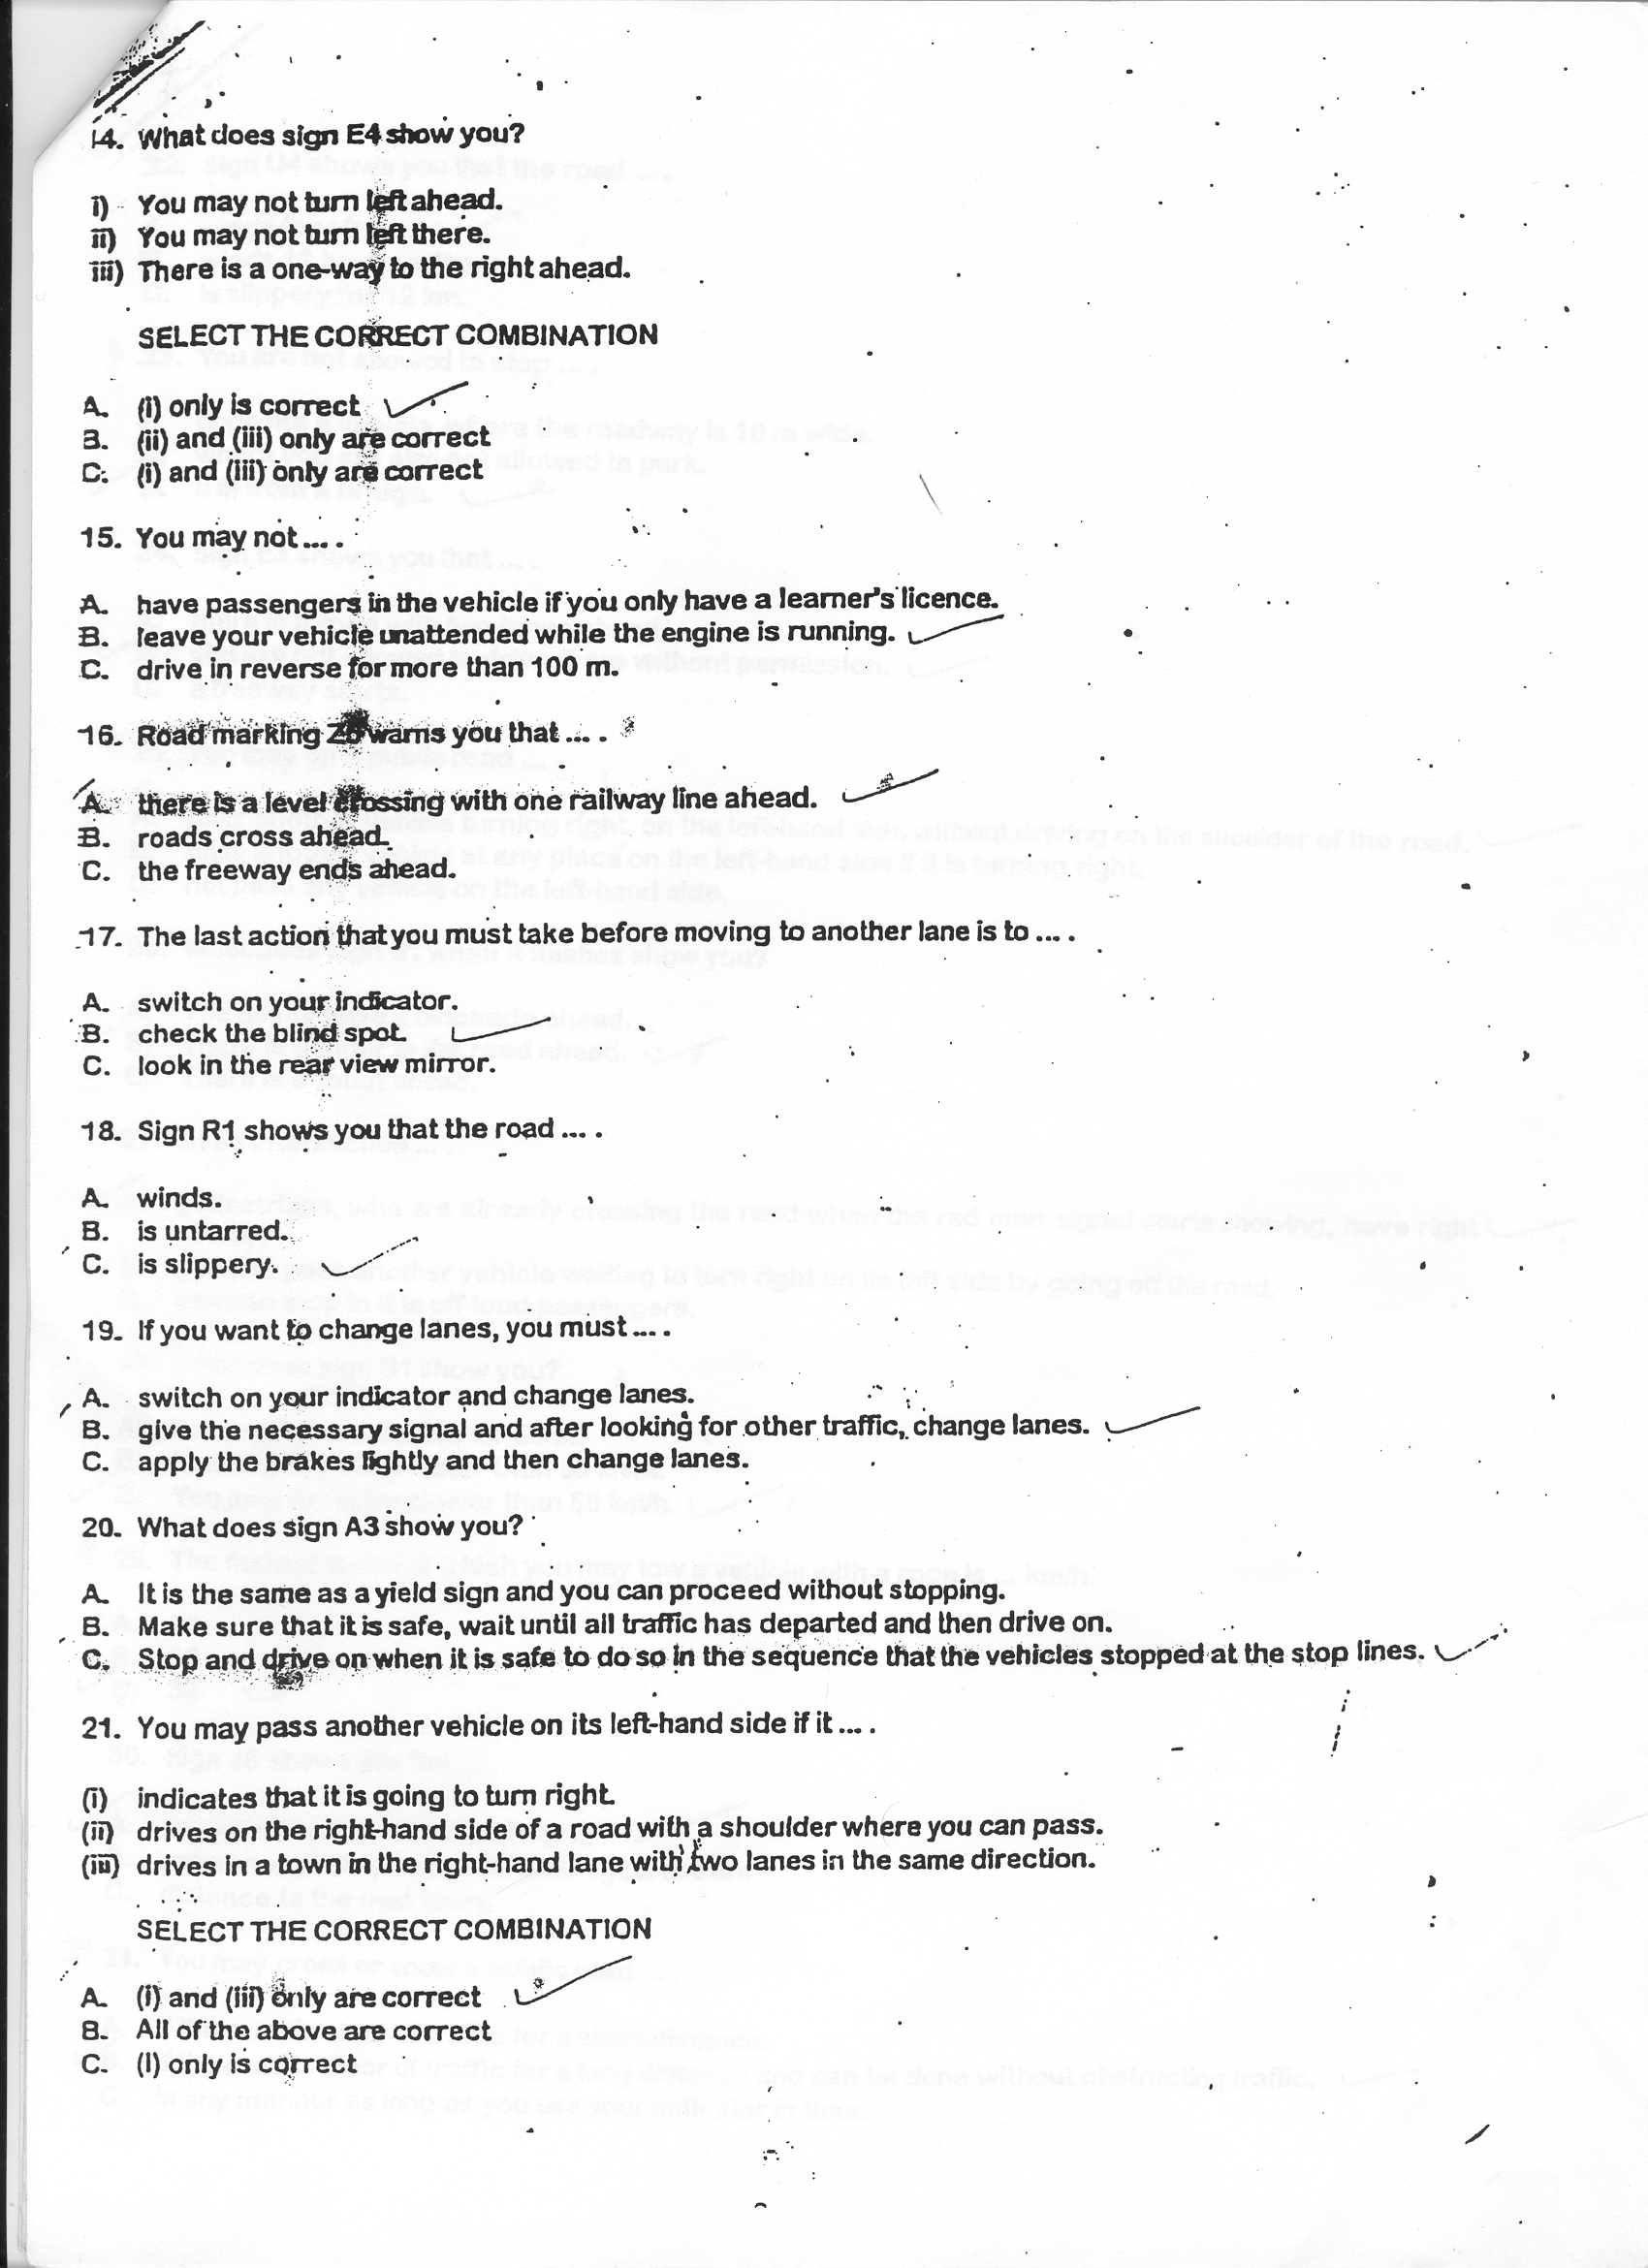 14. What does sign E4 show you?
i) You may not turn left ahead.
ii) You may not turn left there.
iii) There is a one-way to the right ahead.
SELECT THE CORRECT COMBINATION
A. (i) only is correct
B. (ii) and (iii) only are correct
C. (i) and (iii) only are correct
15. You may not ... .
A. have passengers in the vehicle if you only have a learner's licence.
B. leave your vehicle unattended while the engine is running.
C. drive in reverse for more than 100 m.
16. Road marking warns you that ... .
A. there is a level crossing with one railway line ahead.
B. roads cross ahead.
C. the freeway ends ahead.
17. The last action that you must take before moving to another lane is to ... .
A. switch on your indicator.
B. check the blind spot.
C. look in the rear view mirror.
18. Sign R1 shows you that the road ... .
A. winds.
B. is untarred.
C. is slippery.
19. If you want to change lanes, you must ... .
A. switch on your indicator and change lanes.
B. give the necessary signal and after looking for other traffic, change lanes.
C. apply the brakes lightly and then change lanes.
20. What does sign A3 show you?
A. It is the same as a yield sign and you can proceed without stopping.
B. Make sure that it is safe, wait until all traffic has departed and then drive on.
C. Stop and drive on when it is safe to do so in the sequence that the vehicles stopped at the stop lines.
21. You may pass another vehicle on its left-hand side if it ... .
(i) indicates that it is going to turn right.
(ii) drives on the right-hand side of a road with a shoulder where you can pass.
(iii) drives in a town in the right-hand lane with two lanes in the same direction.
SELECT THE CORRECT COMBINATION
A. (i) and (iii) only are correct
B. All of the above are correct
C. (I) only is correct